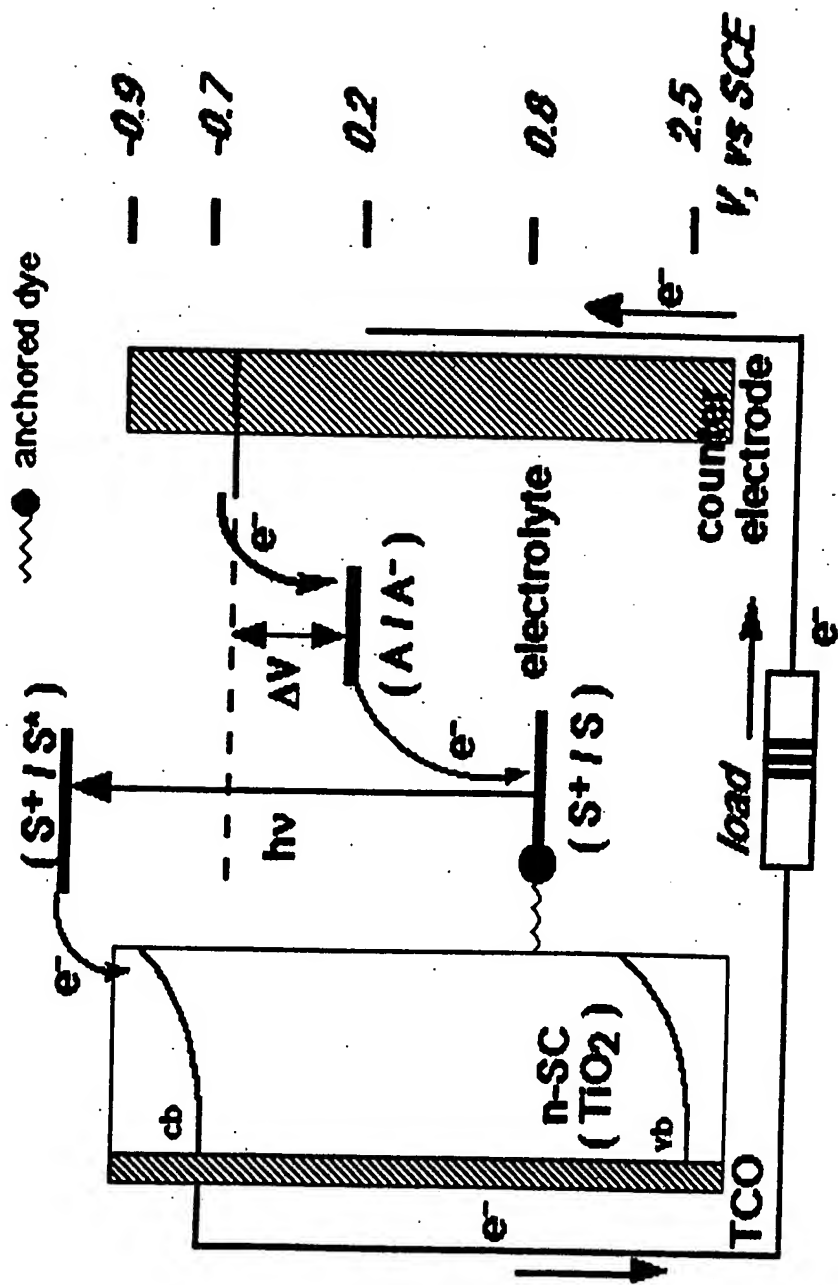 anchored dye
(S⁺ / S*)
e⁻
hν
ΔV
e⁻
(A / A⁻)
e⁻
(S⁺ / S)
electrolyte
cb
n-SC
(TiO₂)
vb
TCO
counter
electrode
e⁻
load
e⁻
e⁻
-0.9
-0.7
0.2
0.8
2.5
V, vs SCE